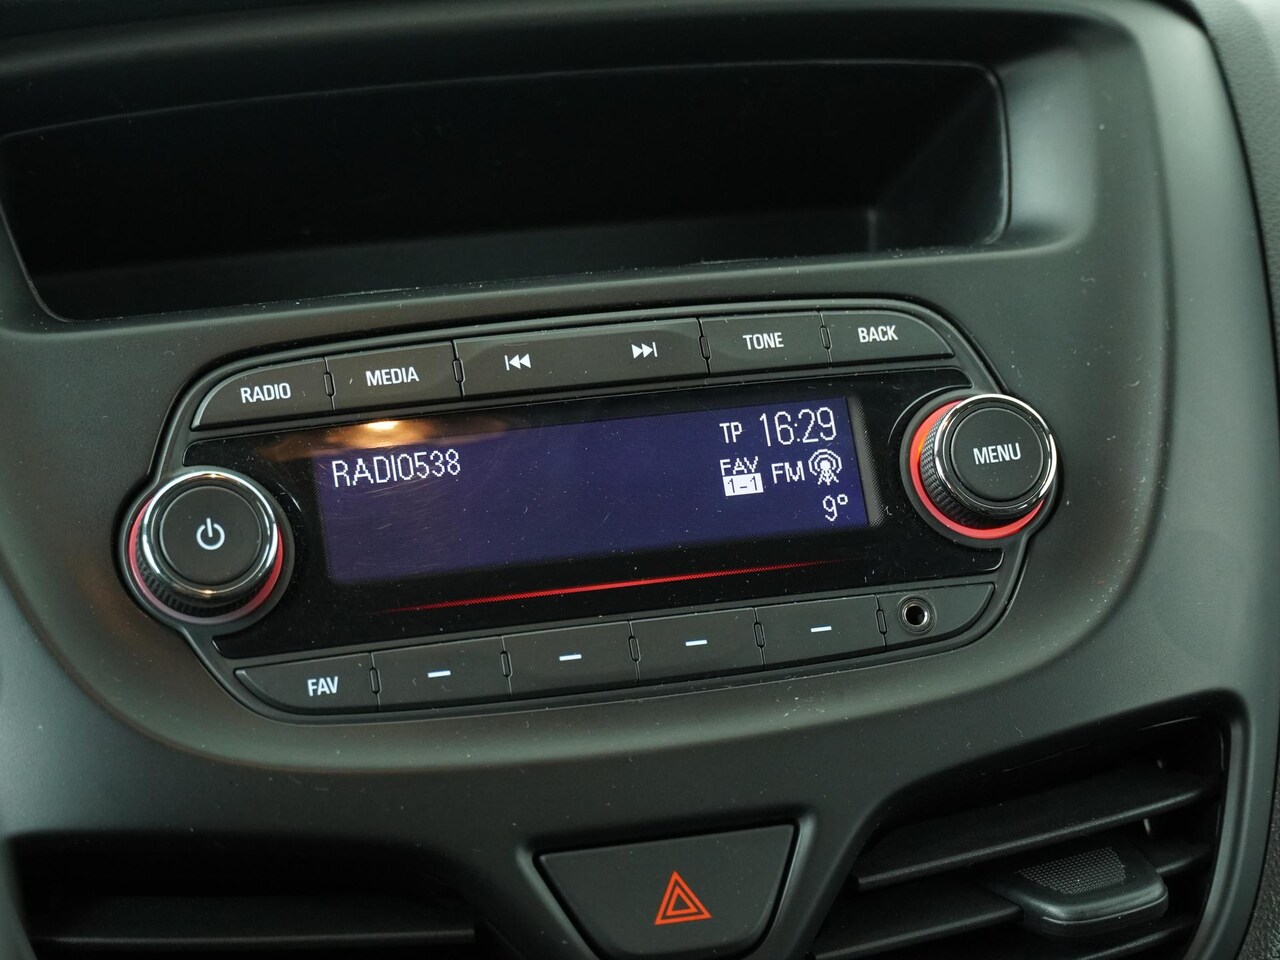 RADIO
MEDIA
TONE
BACK
RADIO538
TP 16:29
FAV
1-1
FM
9°
MENU
FAV